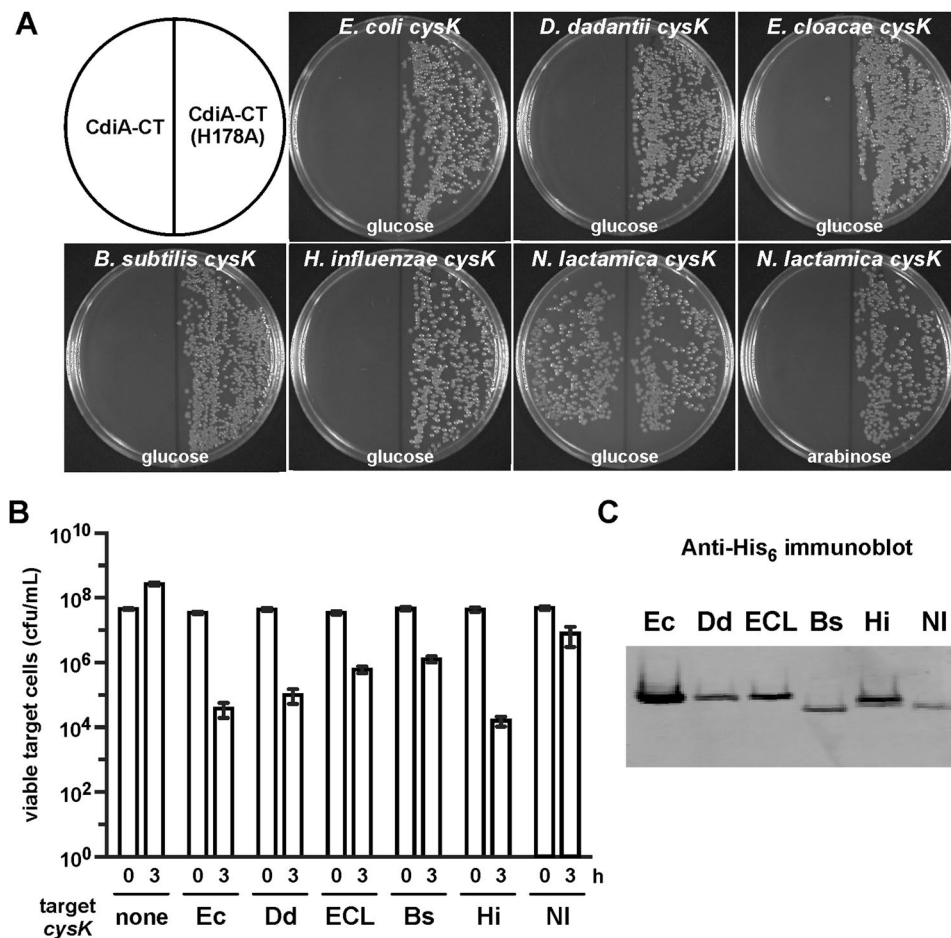 A
CdiA-CT
CdiA-CT
(H178A)
E. coli cysK
glucose
D. dadantii cysK
glucose
E. cloacae cysK
glucose
B. subtilis cysK
glucose
H. influenzae cysK
glucose
N. lactamica cysK
glucose
N. lactamica cysK
arabinose
B
viable target cells (cfu/mL)
10^10
10^8
10^6
10^4
10^2
10^0
0 3 0 3 0 3 0 3 0 3 0 3 0 3 h
target
cysK
none Ec Dd ECL Bs Hi Nl
C
Anti-His6 immunoblot
Ec Dd ECL Bs Hi Nl